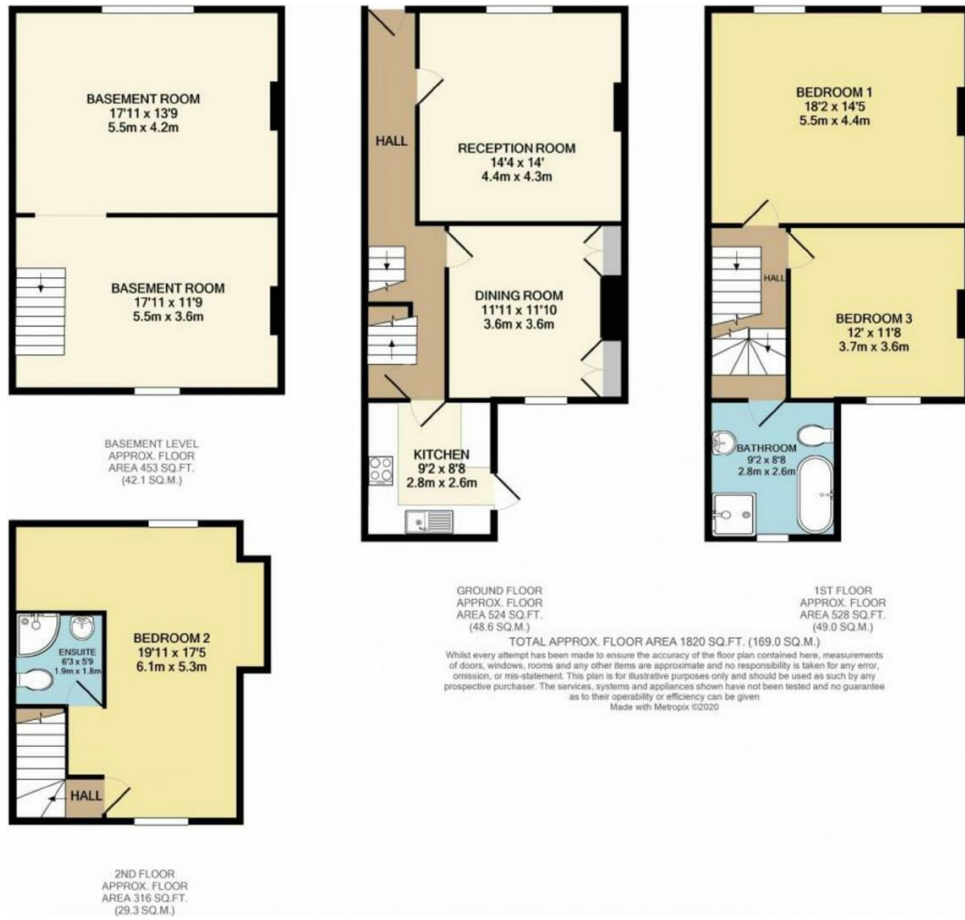 BASEMENT ROOM
17'11 x 13'9
5.5m x 4.2m
BASEMENT ROOM
17'11 x 11'9
5.5m x 3.6m
BASEMENT LEVEL
APPROX. FLOOR
AREA 453 SQ.FT.
(42.1 SQ.M.)
HALL
RECEPTION ROOM
14'4 x 14'
4.4m x 4.3m
DINING ROOM
11'11 x 11'10
3.6m x 3.6m
KITCHEN
9'2 x 8'8
2.8m x 2.6m
GROUND FLOOR
APPROX. FLOOR
AREA 524 SQ.FT.
(48.6 SQ.M.)
BEDROOM 1
18'2 x 14'5
5.5m x 4.4m
HALL
BEDROOM 3
12' x 11'8
3.7m x 3.6m
BATHROOM
9'2 x 8'8
2.8m x 2.6m
1ST FLOOR
APPROX. FLOOR
AREA 528 SQ.FT.
(49.0 SQ.M.)
BEDROOM 2
19'11 x 17'5
6.1m x 5.3m
ENSUITE
6'3 x 5'9
1.9m x 1.8m
HALL
2ND FLOOR
APPROX. FLOOR
AREA 316 SQ.FT.
(29.3 SQ.M.)
TOTAL APPROX. FLOOR AREA 1820 SQ.FT. (169.0 SQ.M.)
Whilst every attempt has been made to ensure the accuracy of the floor plan contained here, measurements
of doors, windows, rooms and any other items are approximate and no responsibility is taken for any error,
omission, or mis-statement. This plan is for illustrative purposes only and should be used as such by any
prospective purchaser. The services, systems and appliances shown have not been tested and no guarantee
as to their operability or efficiency can be given
Made with Metropix ©2020